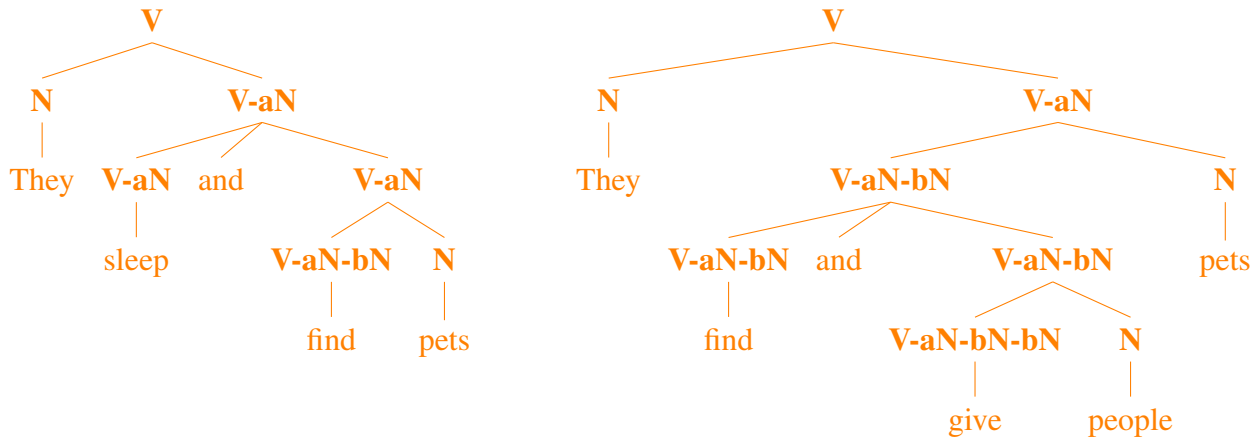 V V
N V-aN N V-aN
They V-aN and V-aN They V-aN-bN N
sleep V-aN-bN N V-aN-bN and V-aN-bN pets
find pets find V-aN-bN-bN N
give people